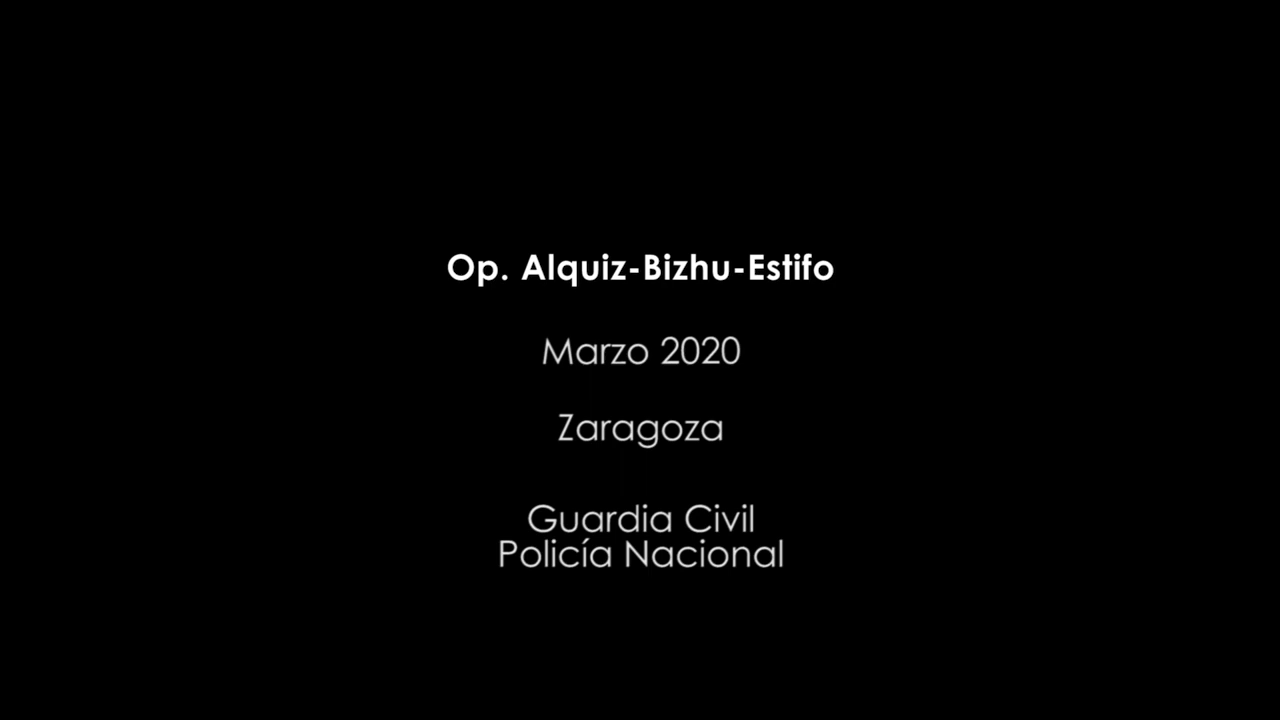 Op. Alquiz-Bizhu-Estifo
Marzo 2020
Zaragoza
Guardia Civil
Policía Nacional